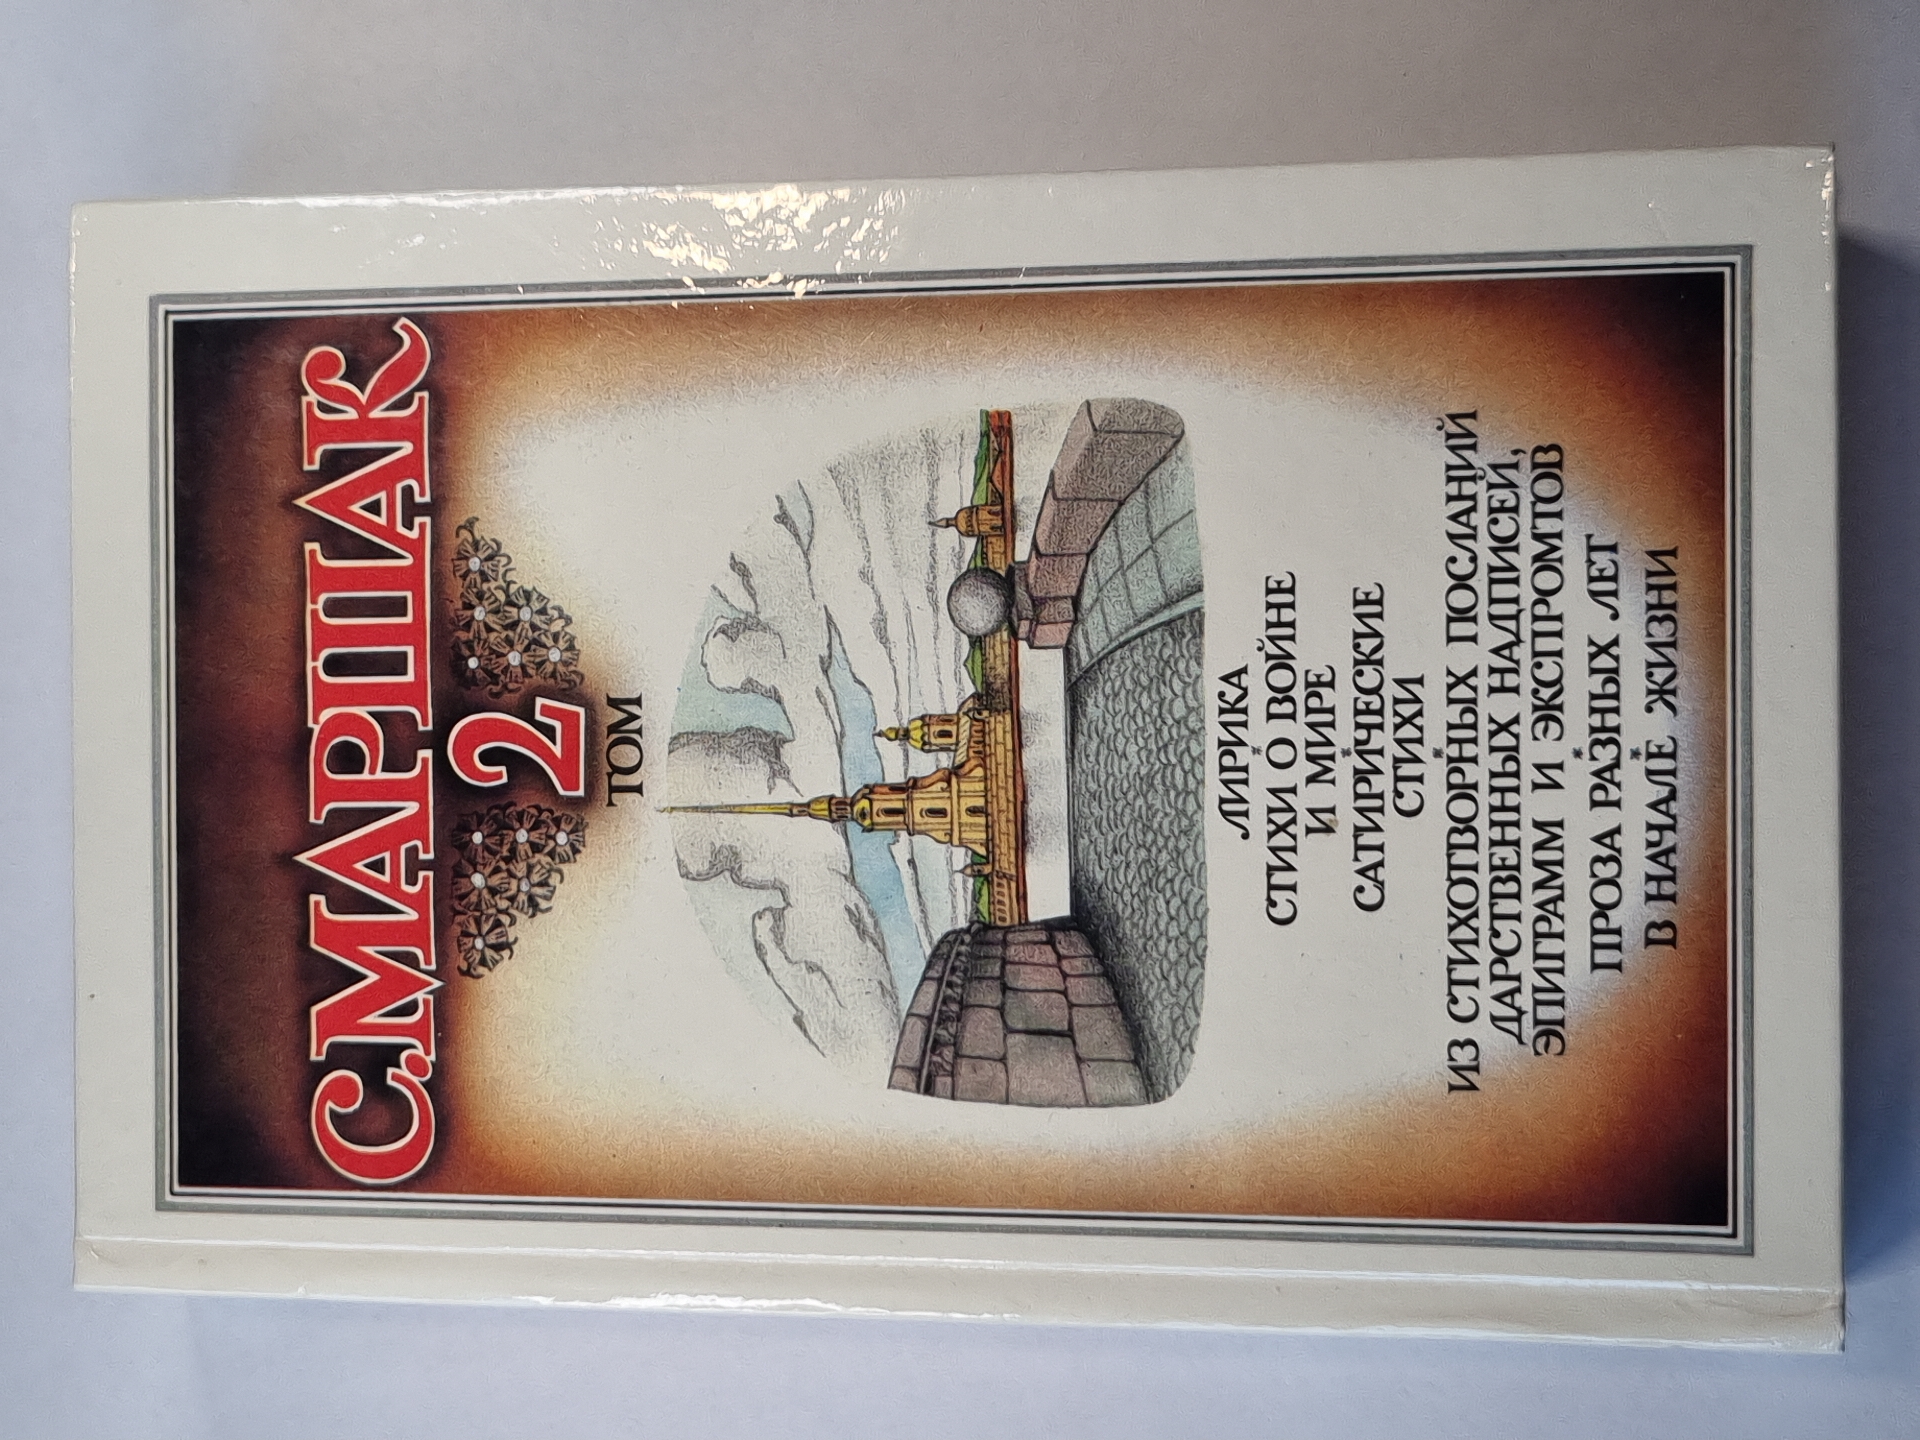 С.МАРШАК
2
ТОМ
ЛИРИКА
*
СТИХИ О ВОЙНЕ
И МИРЕ
*
САТИРИЧЕСКИЕ
СТИХИ
*
ИЗ СТИХОТВОРНЫХ ПОСЛАНИЙ
ДАРСТВЕННЫХ НАДПИСЕЙ,
ЭПИГРАММ И ЭКСПРОМТОВ
*
ПРОЗА РАЗНЫХ ЛЕТ
*
В НАЧАЛЕ ЖИЗНИ